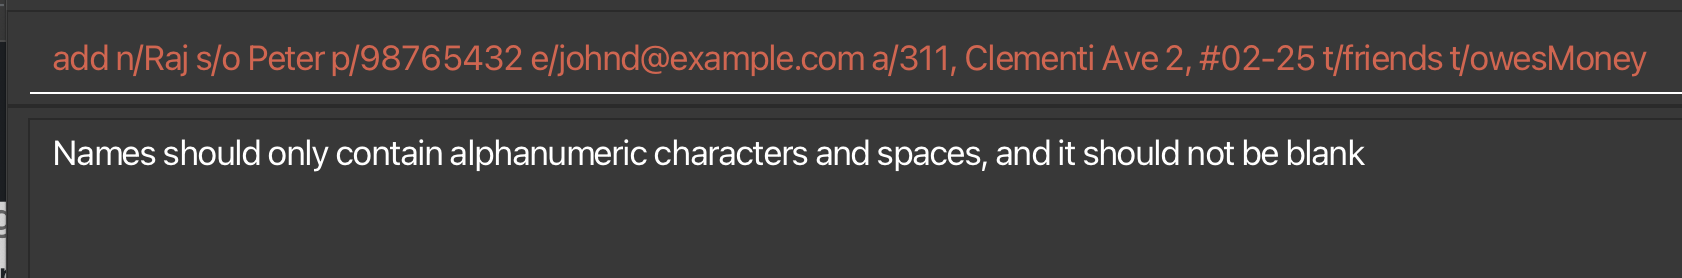 add n/Raj s/o Peter p/98765432 e/johnd@example.com a/311, Clementi Ave 2, #02-25 t/friends t/owesMoney
Names should only contain alphanumeric characters and spaces, and it should not be blank